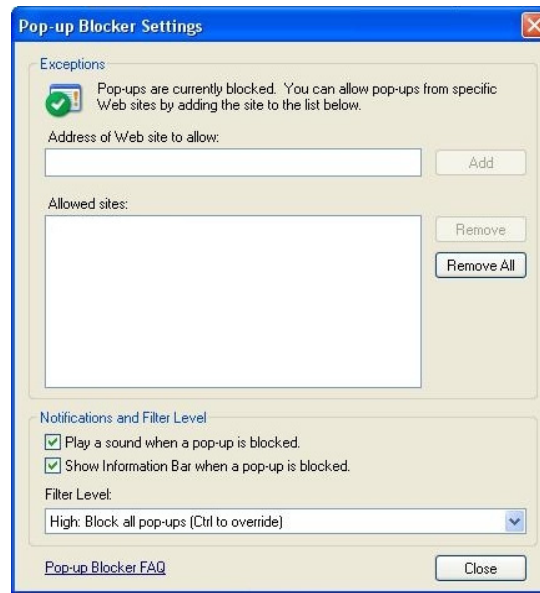 Pop-up Blocker Settings
Exceptions
Pop-ups are currently blocked. You can allow pop-ups from specific
Web sites by adding the site to the list below.
Address of Web site to allow:
Add
Allowed sites:
Remove
Remove All
Notifications and Filter Level
Play a sound when a pop-up is blocked.
Show Information Bar when a pop-up is blocked.
Filter Level:
High: Block all pop-ups (Ctrl to override)
Pop-up Blocker FAQ
Close